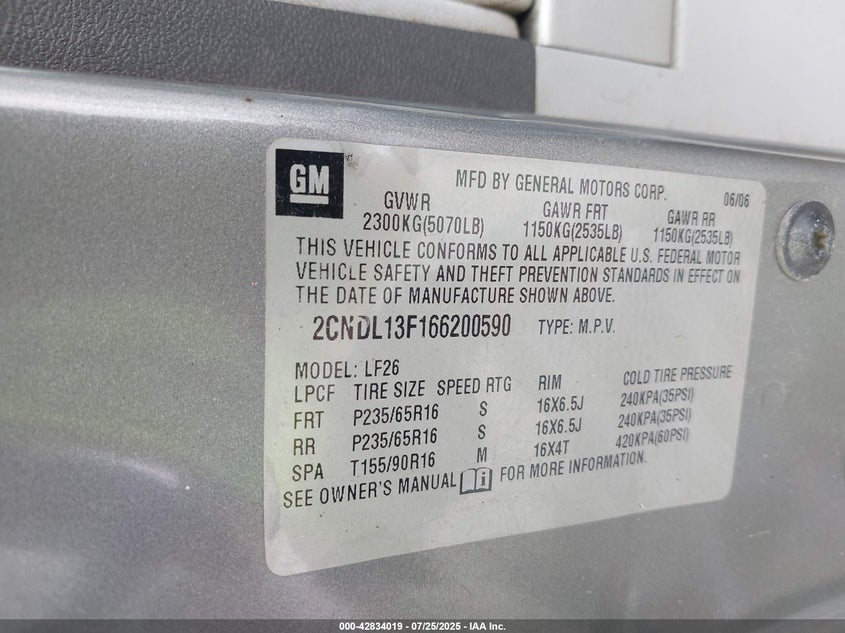 GM
MFD BY GENERAL MOTORS CORP. 06/06
GVWR GAWR FRT GAWR RR
2300KG(5070LB) 1150KG(2535LB) 1150KG(2535LB)
THIS VEHICLE CONFORMS TO ALL APPLICABLE U.S. FEDERAL MOTOR
VEHICLE SAFETY AND THEFT PREVENTION STANDARDS IN EFFECT ON
THE DATE OF MANUFACTURE SHOWN ABOVE.
2CNDL13F166200590 TYPE: M.P.V.
MODEL: LF26
LPCF TIRE SIZE SPEED RTG RIM COLD TIRE PRESSURE
FRT P235/65R16 S 16X6.5J 240KPA(35PSI)
RR P235/65R16 S 16X6.5J 240KPA(35PSI)
SPA T155/90R16 M 16X4T 420KPA(60PSI)
SEE OWNER'S MANUAL i FOR MORE INFORMATION.
000-42834019 - 07/25/2025 - IAA Inc.